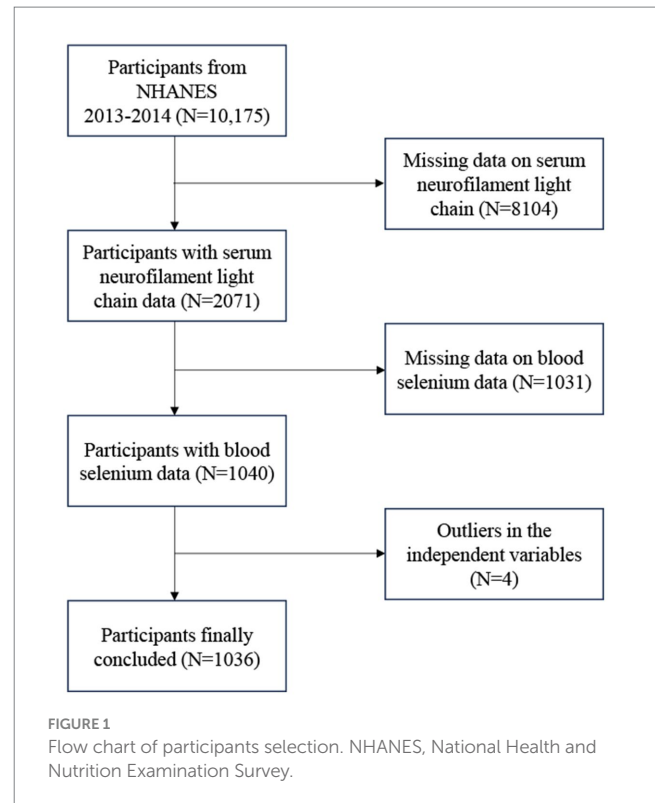 Participants from
NHANES
2013-2014 (N=10,175)
Missing data on serum
neurofilament light
chain (N=8104)
Participants with serum
neurofilament light
chain data (N=2071)
Missing data on blood
selenium data (N=1031)
Participants with blood
selenium data (N=1040)
Outliers in the
independent variables
(N=4)
Participants finally
concluded (N=1036)
FIGURE 1
Flow chart of participants selection. NHANES, National Health and
Nutrition Examination Survey.